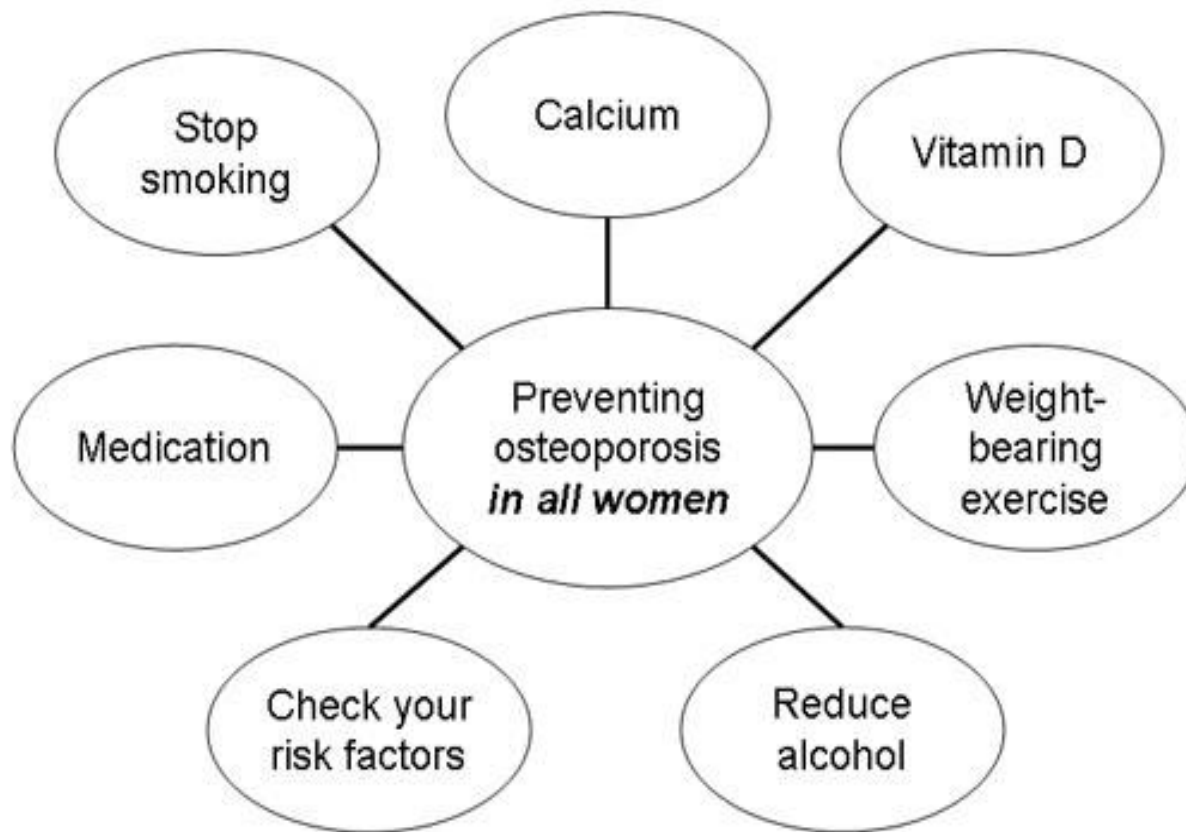 Stop
smoking
Calcium
Vitamin D
Medication
Preventing
osteoporosis
in all women
Weight-
bearing
exercise
Check your
risk factors
Reduce
alcohol